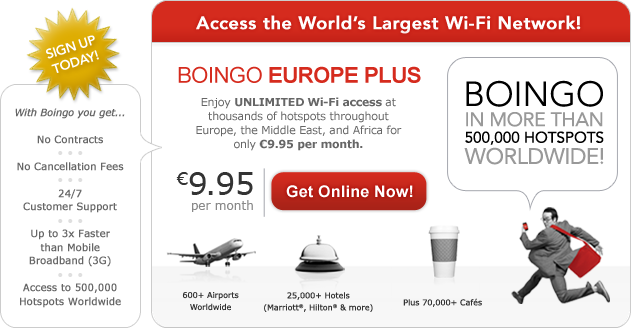 SIGN UP
TODAY!
With Boingo you get...
No Contracts
No Cancellation Fees
24/7
Customer Support
Up to 3x Faster
than Mobile
Broadband (3G)
Access to 500,000
Hotspots Worldwide
Access the World's Largest Wi-Fi Network!
BOINGO EUROPE PLUS
Enjoy UNLIMITED Wi-Fi access at
thousands of hotspots throughout
Europe, the Middle East, and Africa for
only €9.95 per month.
€9.95
per month
Get Online Now!
BOINGO
IN MORE THAN
500,000 HOTSPOTS
WORLDWIDE!
600+ Airports
Worldwide
25,000+ Hotels
(Marriott®, Hilton® & more)
Plus 70,000+ Cafés